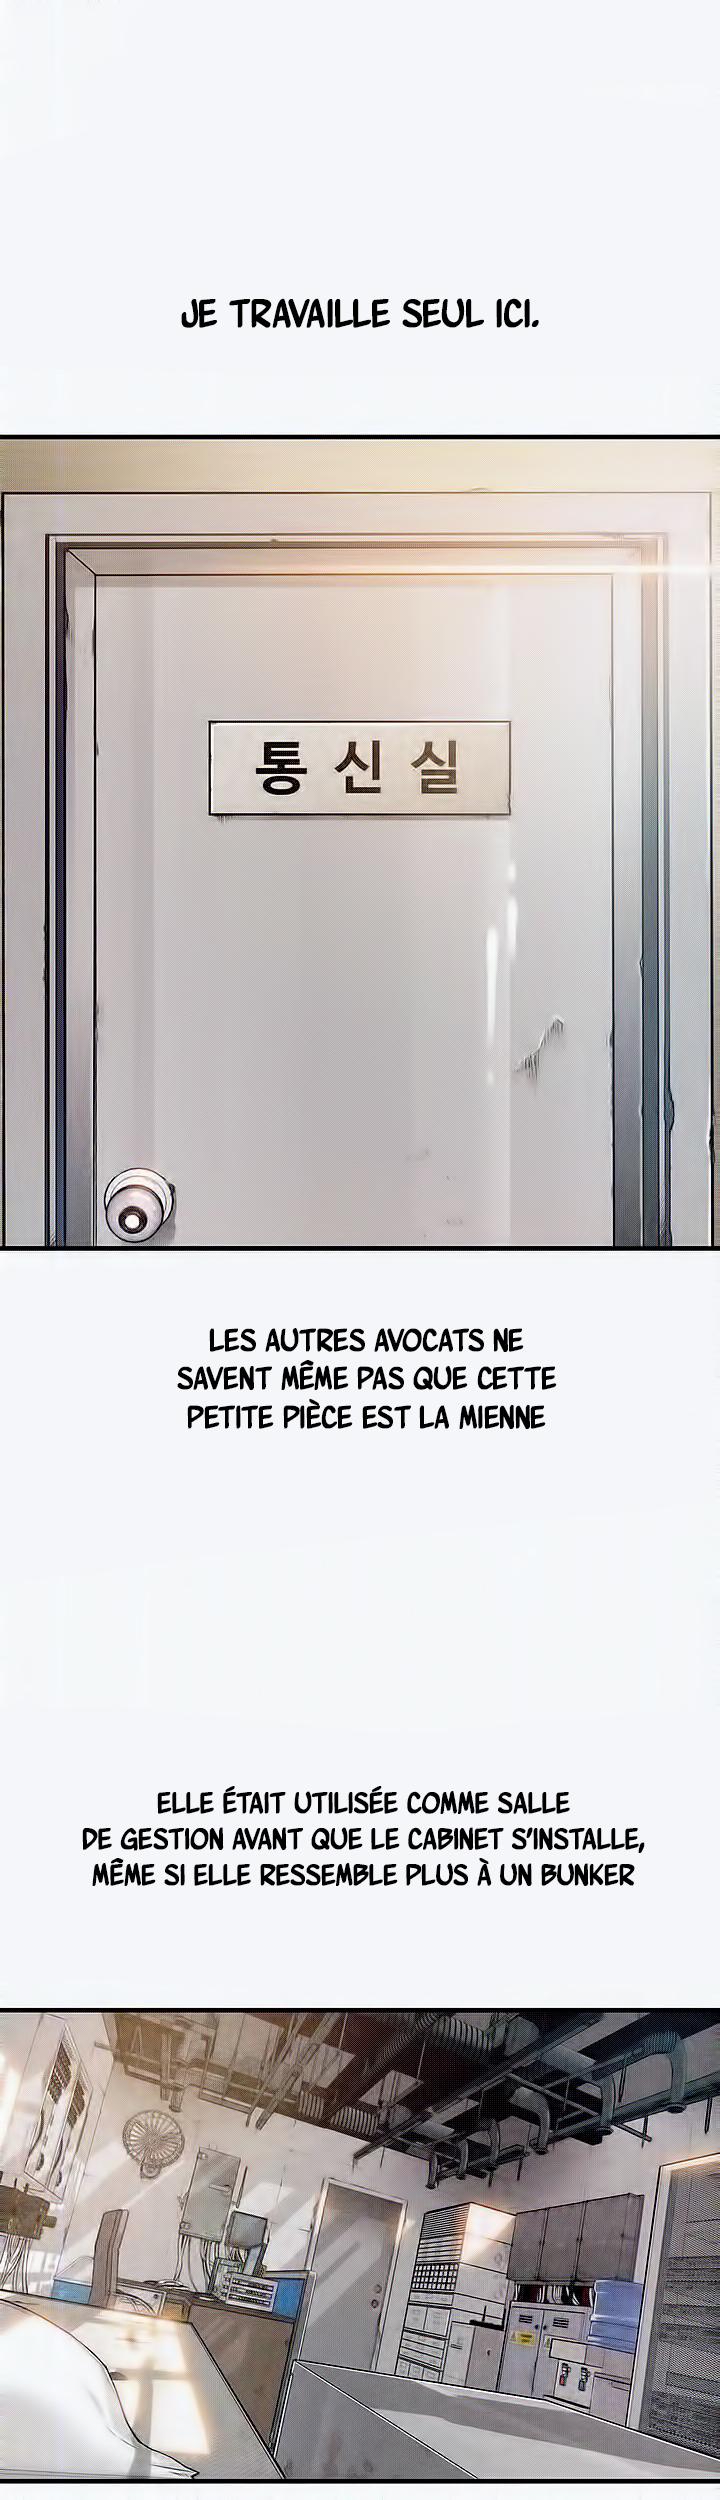 JE TRAVAILLE SEUL ICI.
통신실
LES AUTRES AVOCATS NE
SAVENT MÊME PAS QUE CETTE
PETITE PIÈCE EST LA MIENNE
ELLE ÉTAIT UTILISÉE COMME SALLE
DE GESTION AVANT QUE LE CABINET S'INSTALLE,
MÊME SI ELLE RESSEMBLE PLUS À UN BUNKER